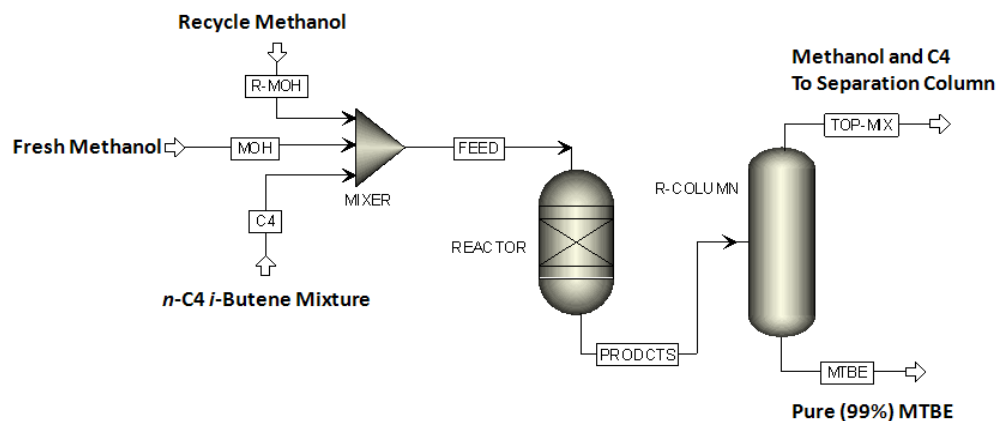 Recycle Methanol
R-MOH
Fresh Methanol
MOH
C4
n-C4 i-Butene Mixture
MIXER
FEED
REACTOR
PRODCTS
R-COLUMN
Methanol and C4
To Separation Column
TOP-MIX
MTBE
Pure (99%) MTBE